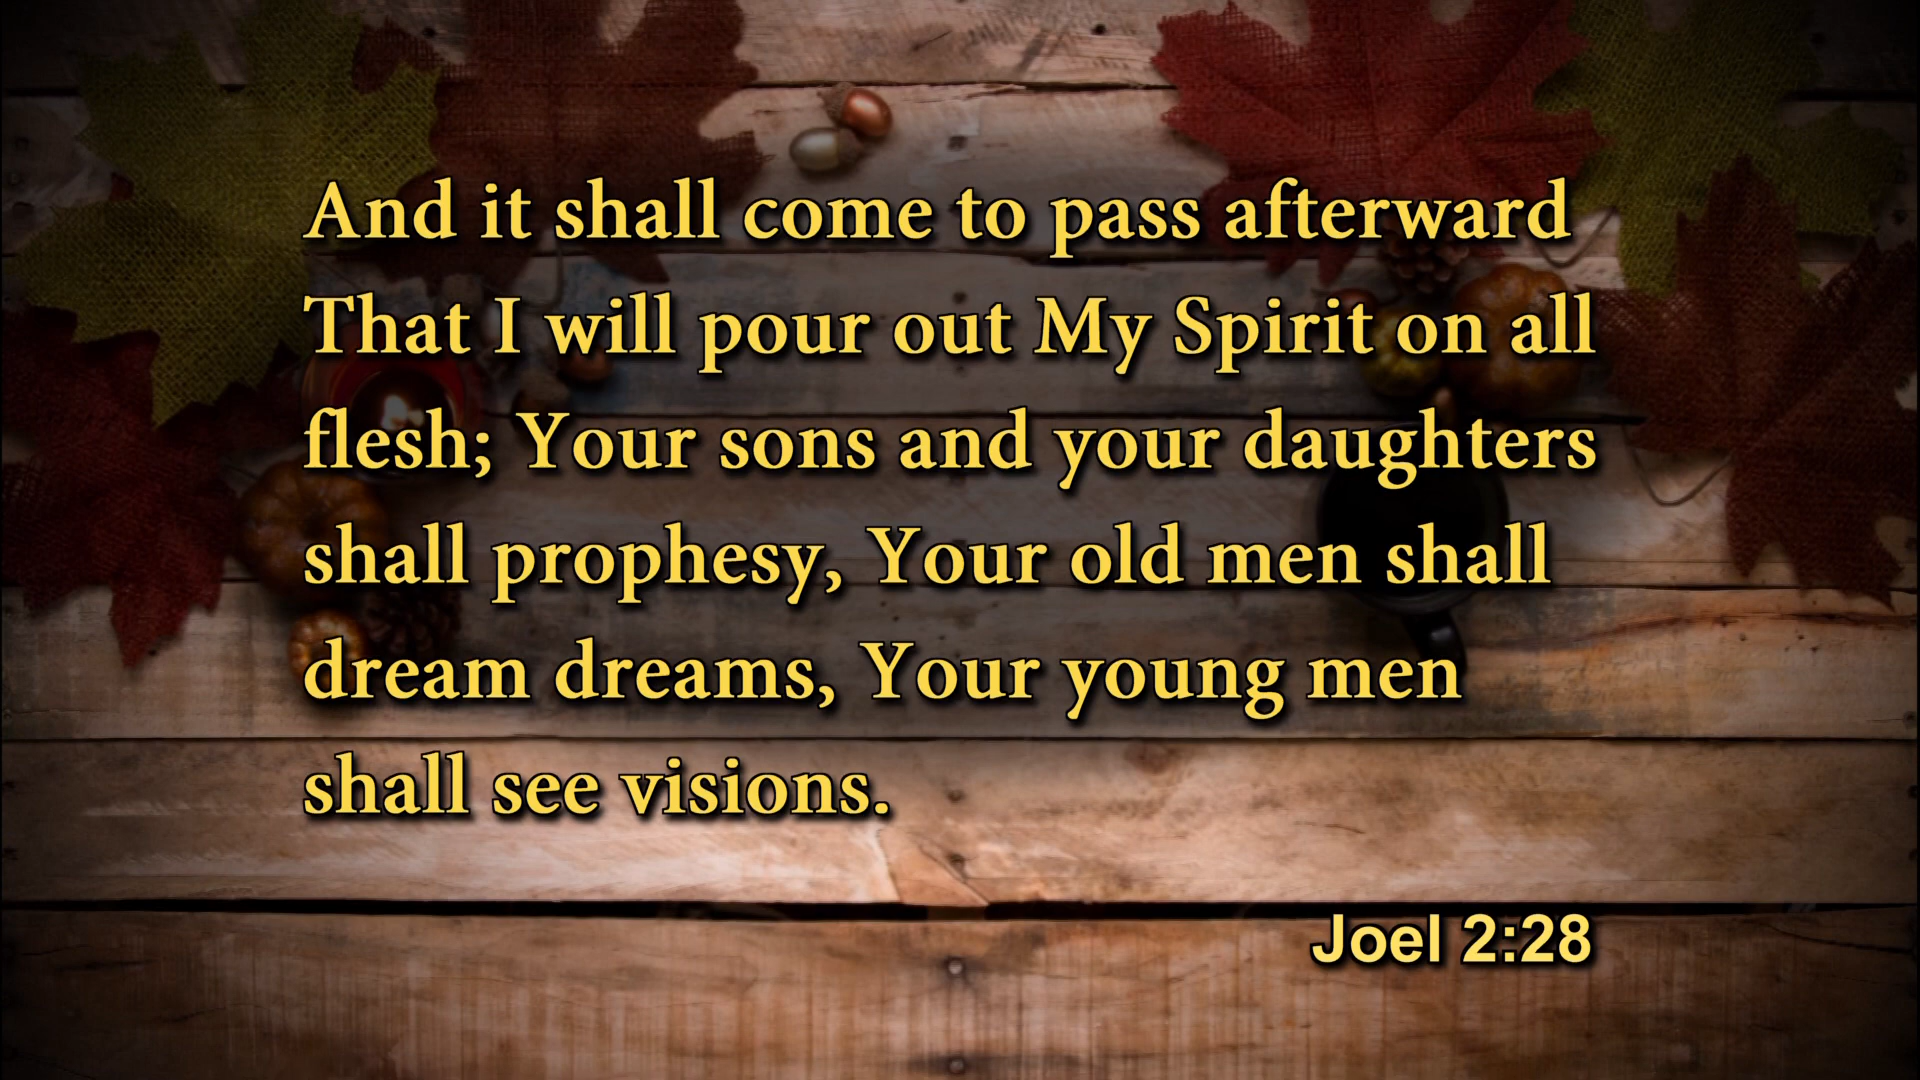 And it shall come to pass afterward
That I will pour out My Spirit on all
flesh; Your sons and your daughters
shall prophesy, Your old men shall
dream dreams, Your young men
shall see visions.
Joel 2:28